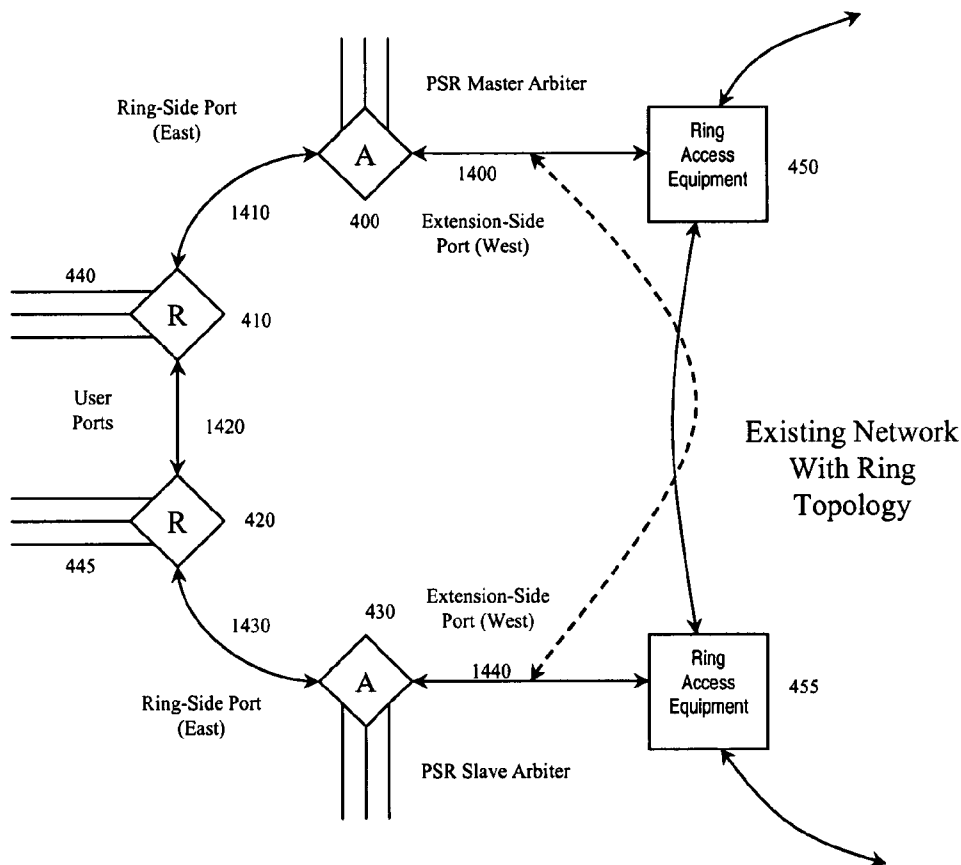 PSR Master Arbiter
Ring-Side Port
(East)
A
1400
Ring
Access
Equipment
450
1410
400
Extension-Side
Port (West)
440
R
410
User
Ports
1420
Existing Network
With Ring
Topology
R
420
445
430
Extension-Side
Port (West)
1430
A
1440
Ring
Access
Equipment
455
Ring-Side Port
(East)
PSR Slave Arbiter